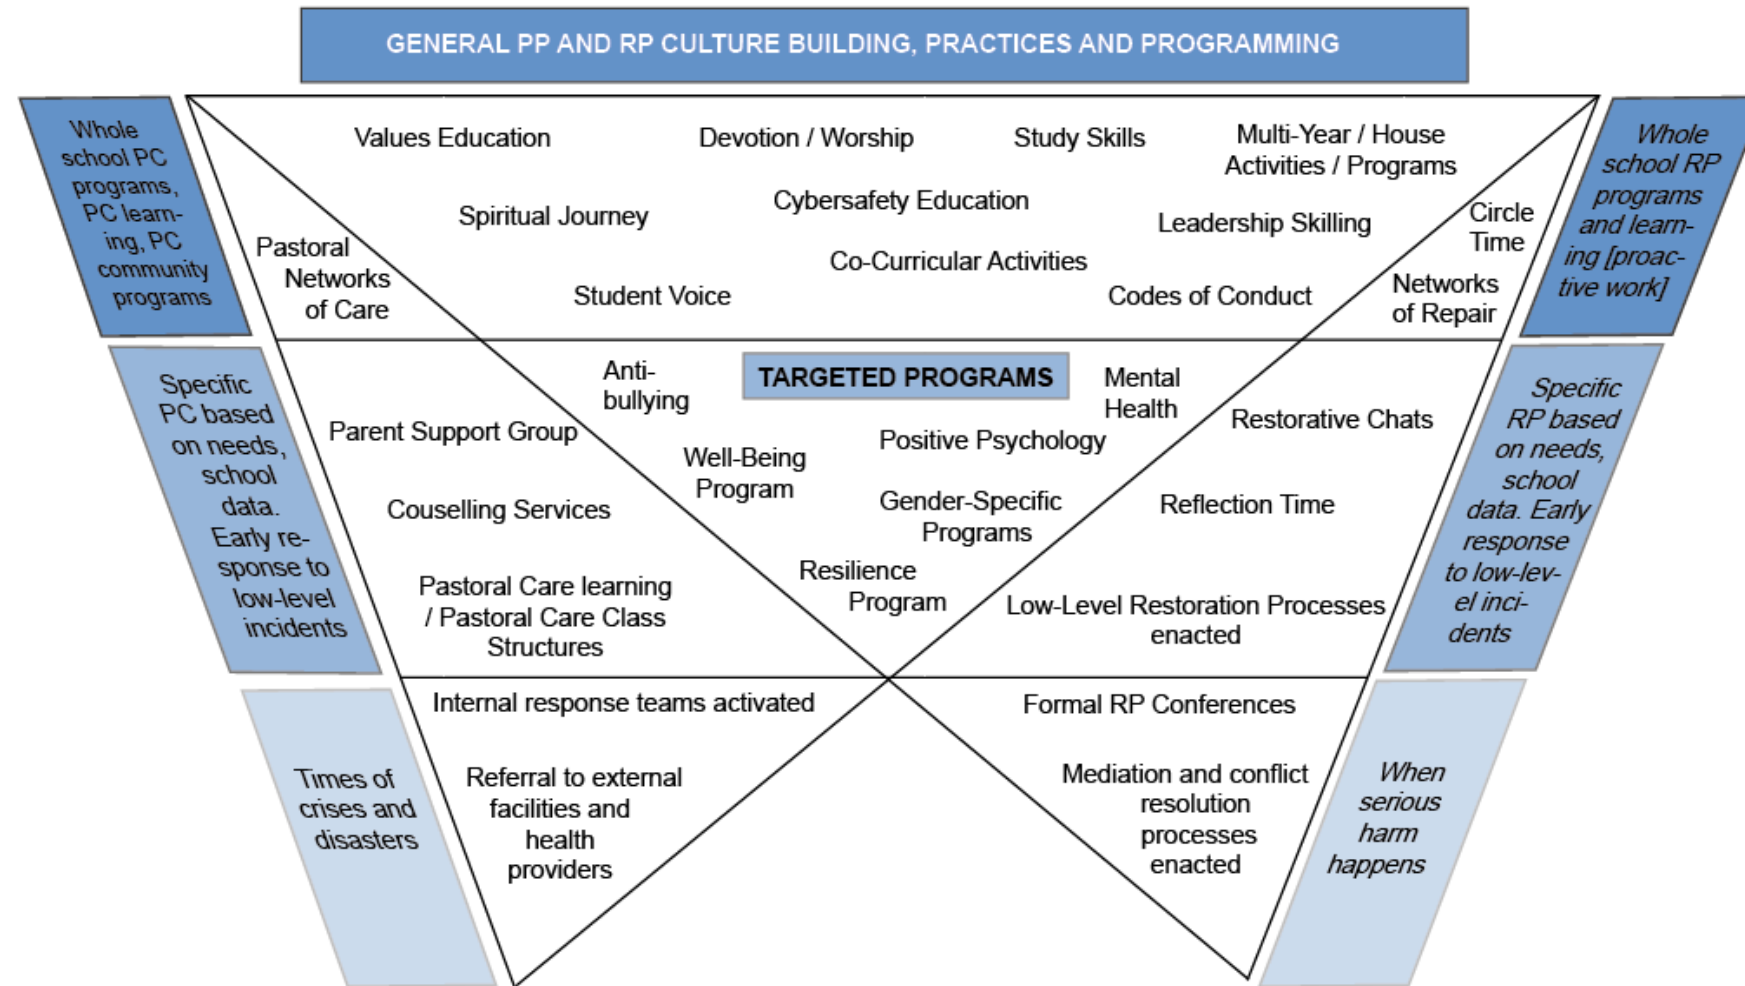 GENERAL PP AND RP CULTURE BUILDING, PRACTICES AND PROGRAMMING
Whole
school PC
programs,
PC learn-
ing, PC
community
programs
Values Education
Devotion / Worship
Study Skills
Multi-Year / House
Activities / Programs
Spiritual Journey
Cybersafety Education
Leadership Skilling
Circle
Time
Pastoral
Networks
of Care
Co-Curricular Activities
Student Voice
Codes of Conduct
Networks
of Repair
Whole
school RP
programs
and learn-
ing [proac-
tive work]
Specific
PC based
on needs,
school
data.
Early re-
sponse to
low-level
incidents
Parent Support Group
Couselling Services
Pastoral Care learning
/ Pastoral Care Class
Structures
TARGETED PROGRAMS
Anti-
bullying
Mental
Health
Well-Being
Program
Positive Psychology
Gender-Specific
Programs
Resilience
Program
Restorative Chats
Reflection Time
Low-Level Restoration Processes
enacted
Specific
RP based
on needs,
school
data. Early
response
to low-lev-
el inci-
dents
Times of
crises and
disasters
Internal response teams activated
Referral to external
facilities and
health
providers
Formal RP Conferences
Mediation and conflict
resolution
processes
enacted
When
serious
harm
happens